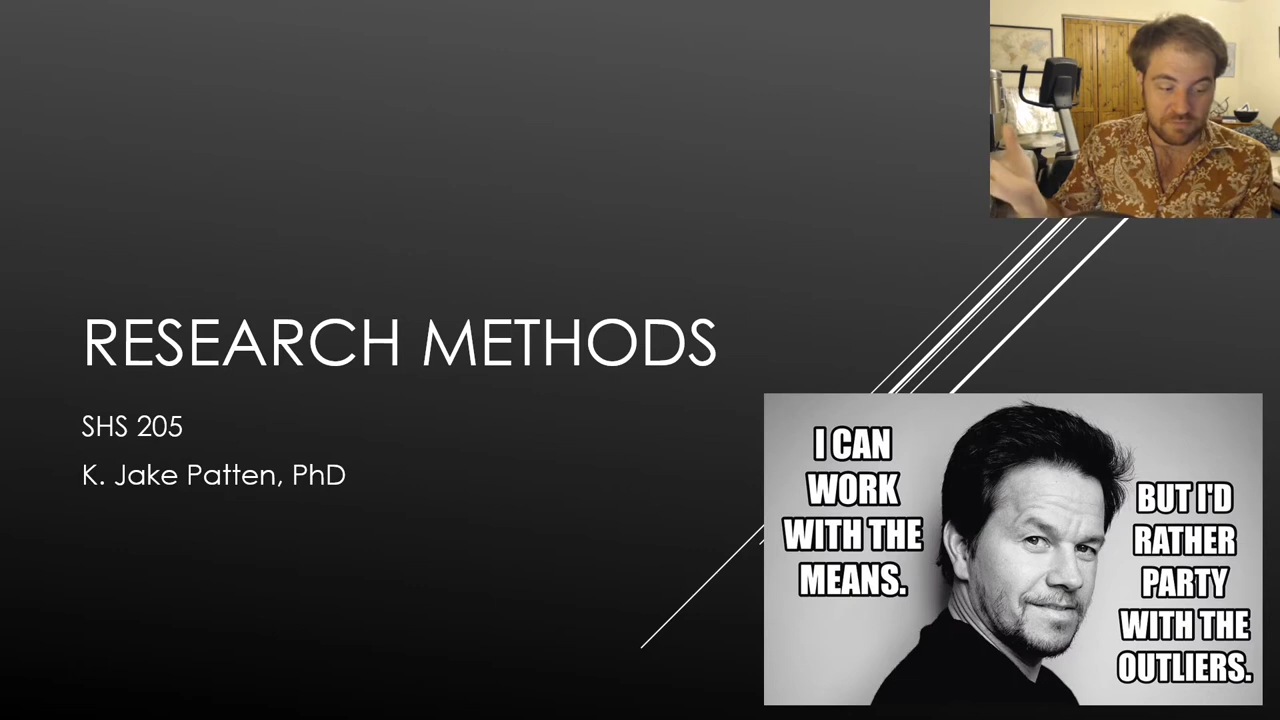 RESEARCH METHODS
SHS 205
K. Jake Patten, PhD
I CAN
WORK
WITH THE
MEANS.
BUT I'D
RATHER
PARTY
WITH THE
OUTLIERS.